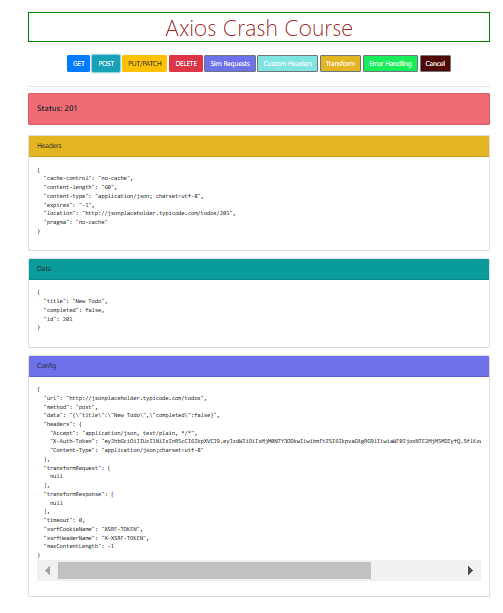 Axios Crash Course
GET POST PUT/PATCH DELETE Sim Requests Custom Headers Transform Error Handling Cancel
Status: 201
Headers
{
"cache-control": "no-cache",
"content-length": "60",
"content-type": "application/json; charset=utf-8",
"expires": "-1",
"location": "http://jsonplaceholder.typicode.com/todos/201",
"pragma": "no-cache"
}
Data
{
"title": "New Todo",
"completed": false,
"id": 201
}
Config
{
"url": "http://jsonplaceholder.typicode.com/todos",
"method": "post",
"data": "{\"title\":\"New Todo\",\"completed\":false}",
"headers": {
"Accept": "application/json, text/plain, */*",
"X-Auth-Token":
"Content-Type": "application/json;charset=utf-8"
},
"transformRequest": [
null
],
"transformResponse": [
null
],
"timeout": 0,
"xsrfCookieName": "XSRF-TOKEN",
"xsrfHeaderName": "X-XSRF-TOKEN",
"maxContentLength": -1
}